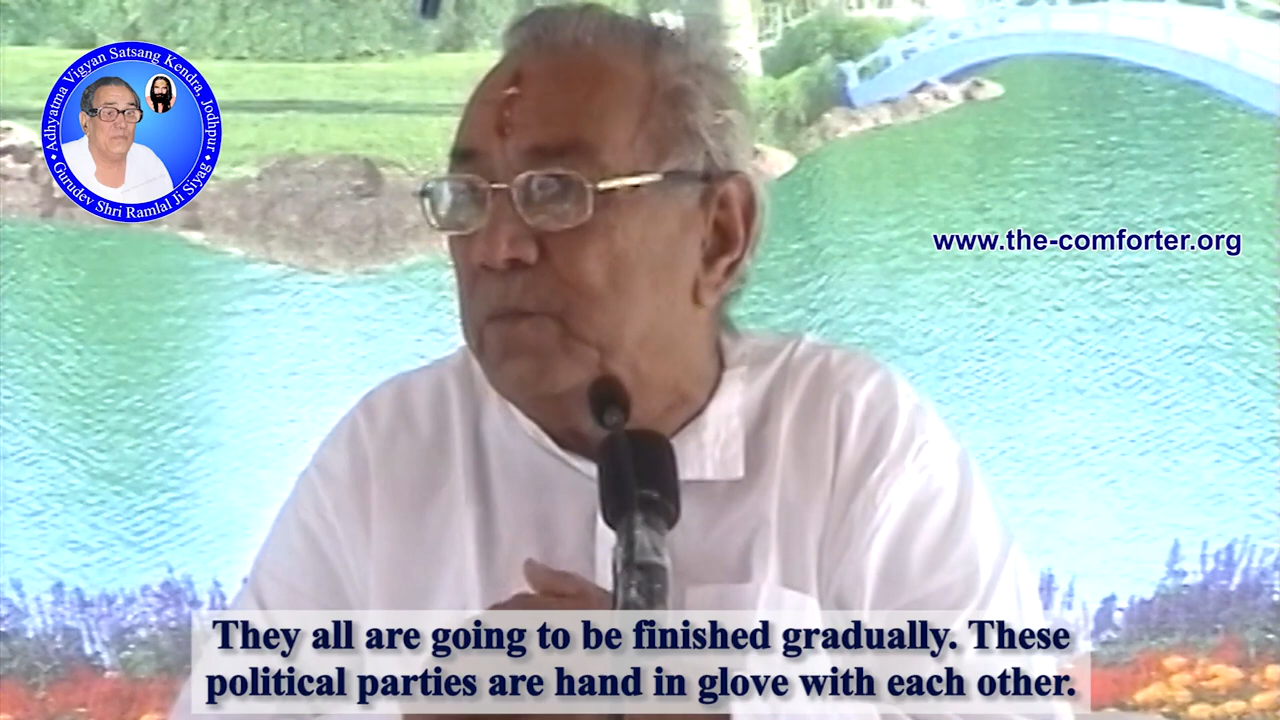 Adhyatma Vigyan Satsang Kendra, Jodhpur
• Gurudev Shri Ramlal Ji Siyag •
www.the-comforter.org
They all are going to be finished gradually. These
political parties are hand in glove with each other.